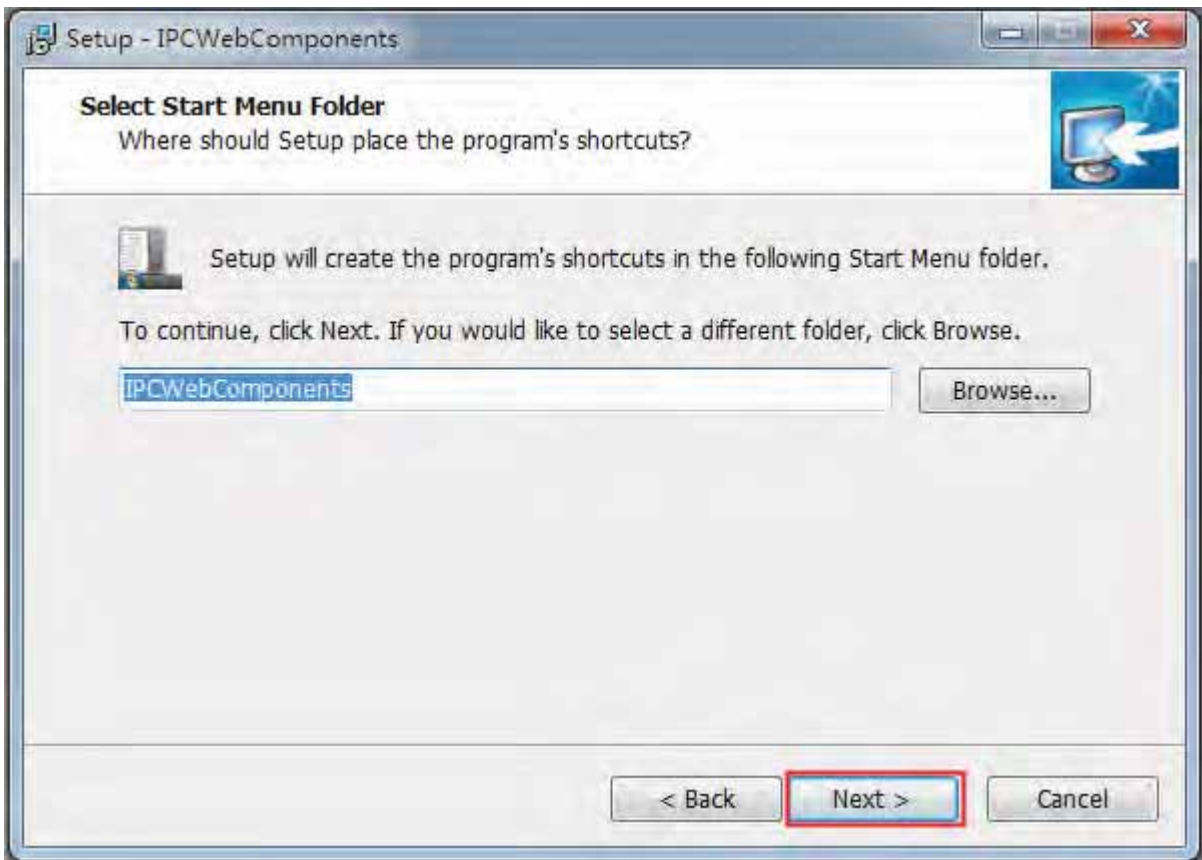 Setup - IPCWebComponents
Select Start Menu Folder
Where should Setup place the program's shortcuts?
Setup will create the program's shortcuts in the following Start Menu folder.
To continue, click Next. If you would like to select a different folder, click Browse.
IPCWebComponents
Browse...
< Back
Next >
Cancel